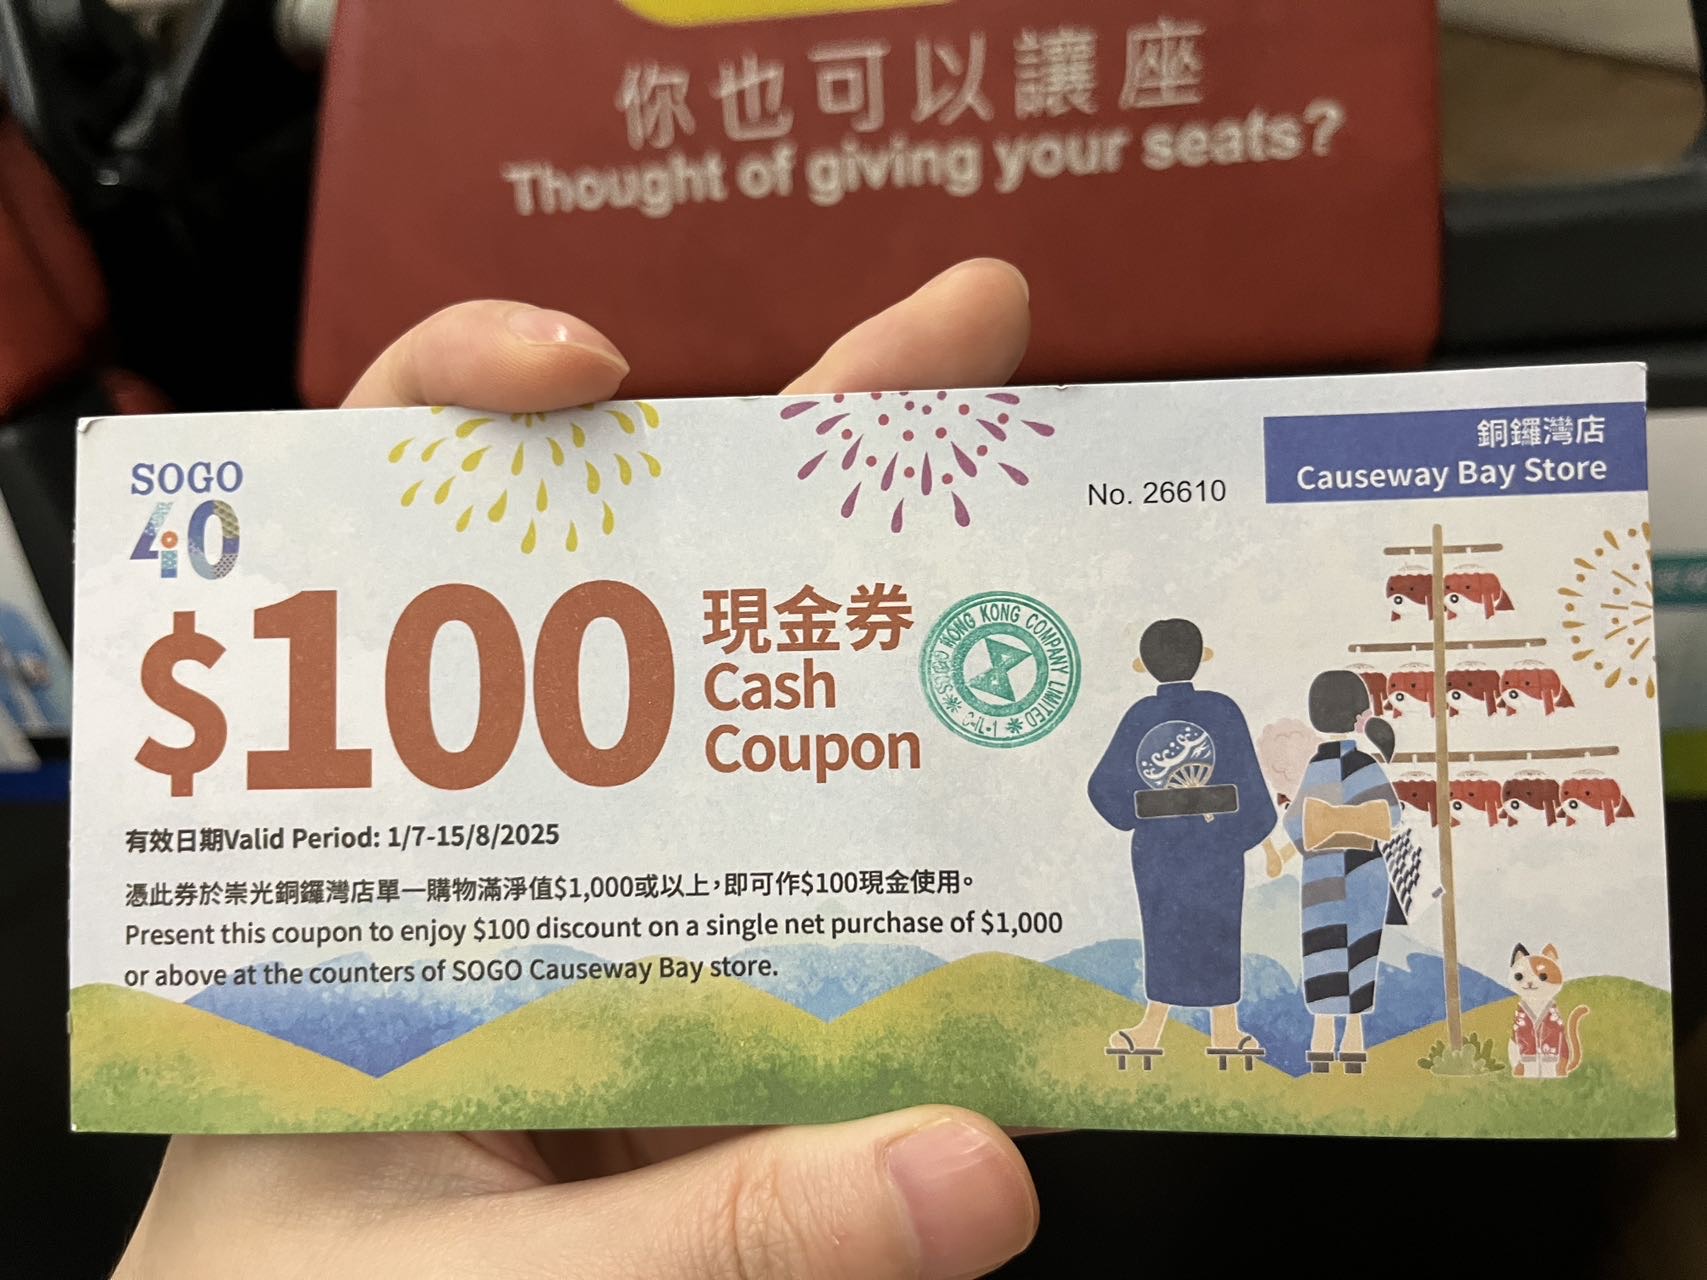 你也可以讓座
Thought of giving your seats?
銅鑼灣店
Causeway Bay Store
No. 26610
SOGO
40
$100
現金券
Cash
Coupon
HONG KONG COMPANY LIMITED
有效日期Valid Period: 1/7-15/8/2025
憑此券於崇光銅鑼灣店單一購物滿淨值$1,000或以上，即可作$100現金使用。
Present this coupon to enjoy $100 discount on a single net purchase of $1,000
or above at the counters of SOGO Causeway Bay store.